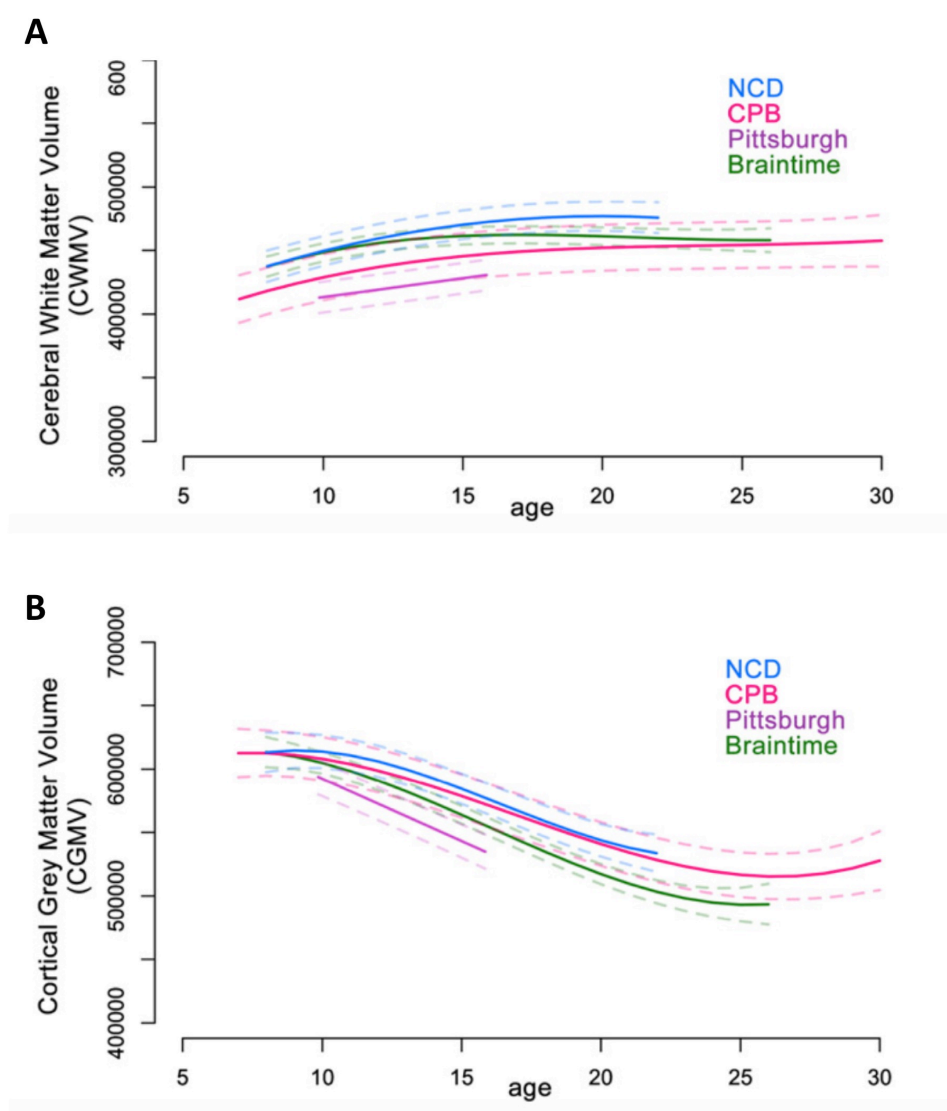 A
Cerebral White Matter Volume
(CWMV)
600
500000
400000
300000
NCD
CPB
Pittsburgh
Braintime
5 10 15 20 25 30
age
B
Cortical Grey Matter Volume
(CGMV)
700000
600000
500000
400000
NCD
CPB
Pittsburgh
Braintime
5 10 15 20 25 30
age